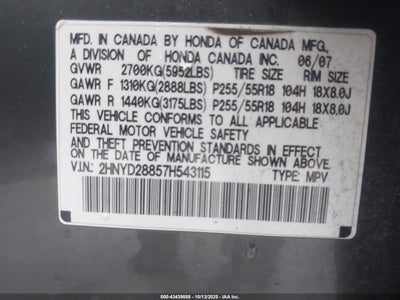 MFD. IN CANADA BY HONDA OF CANADA MFG.,
A DIVISION OF HONDA CANADA INC. 06/07
GVWR 2700KG(5952LBS) TIRE SIZE RIM SIZE
GAWR F 1310KG(2888LBS) P255/55R18 104H 18X8.0J
GAWR R 1440KG(3175LBS) P255/55R18 104H 18X8.0J
THIS VEHICLE CONFORMS TO ALL APPLICABLE
FEDERAL MOTOR VEHICLE SAFETY
AND THEFT PREVENTION STANDARDS IN EFFECT
ON THE DATE OF MANUFACTURE SHOWN ABOVE.
V.I.N.: 2HNYD28857H543115 TYPE: MPV
000-43439088 - 10/13/2025 - IAA Inc.